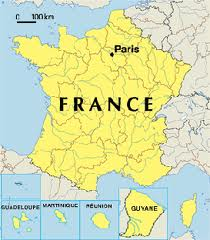 0 100 km
Paris
FRANCE
GUADELOUPE
MARTINIQUE
RÉUNION
GUYANE